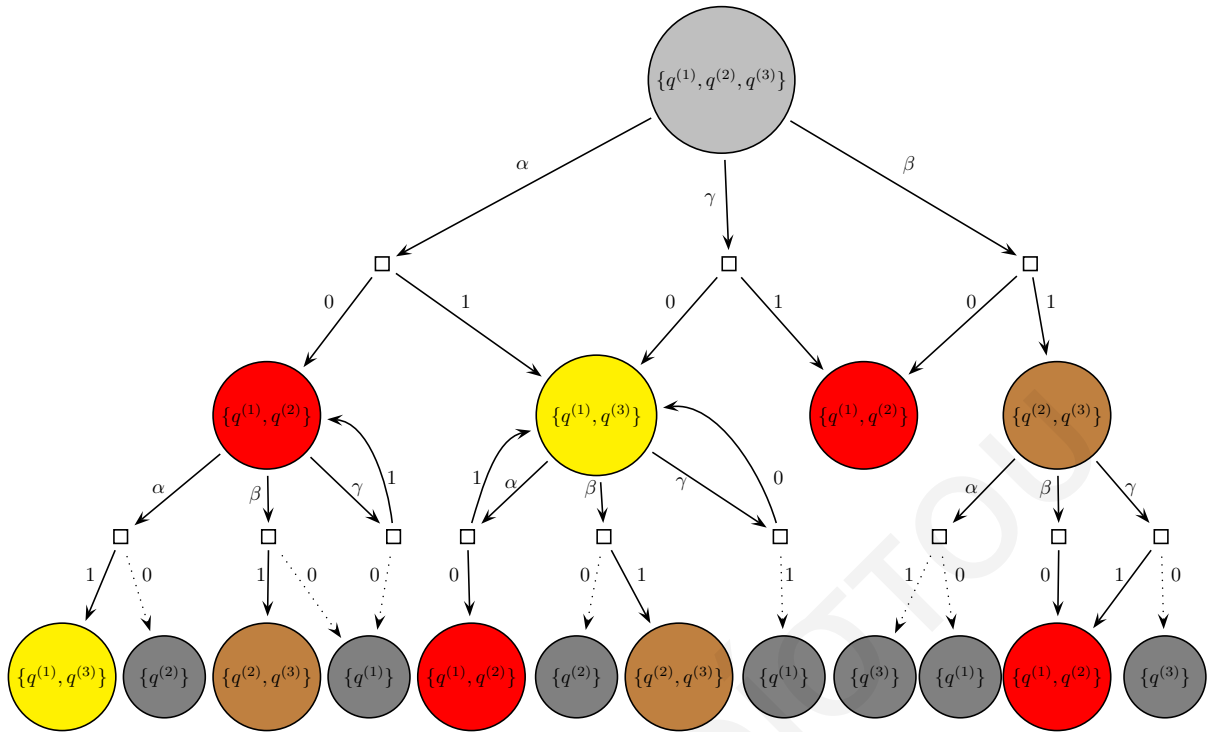 {q^(1), q^(2), q^(3)}
α
γ
β
0 1 0 1 0 1
{q^(1), q^(2)} {q^(1), q^(3)} {q^(1), q^(2)} {q^(2), q^(3)}
α β γ 1 1 α β γ 0 α β γ
1 0 1 0 0 0 0 1 1 1 0 0 1 0
{q^(1), q^(3)} {q^(2)} {q^(2), q^(3)} {q^(1)} {q^(1), q^(2)} {q^(2)} {q^(2), q^(3)} {q^(1)} {q^(3)} {q^(1)} {q^(1), q^(2)} {q^(3)}